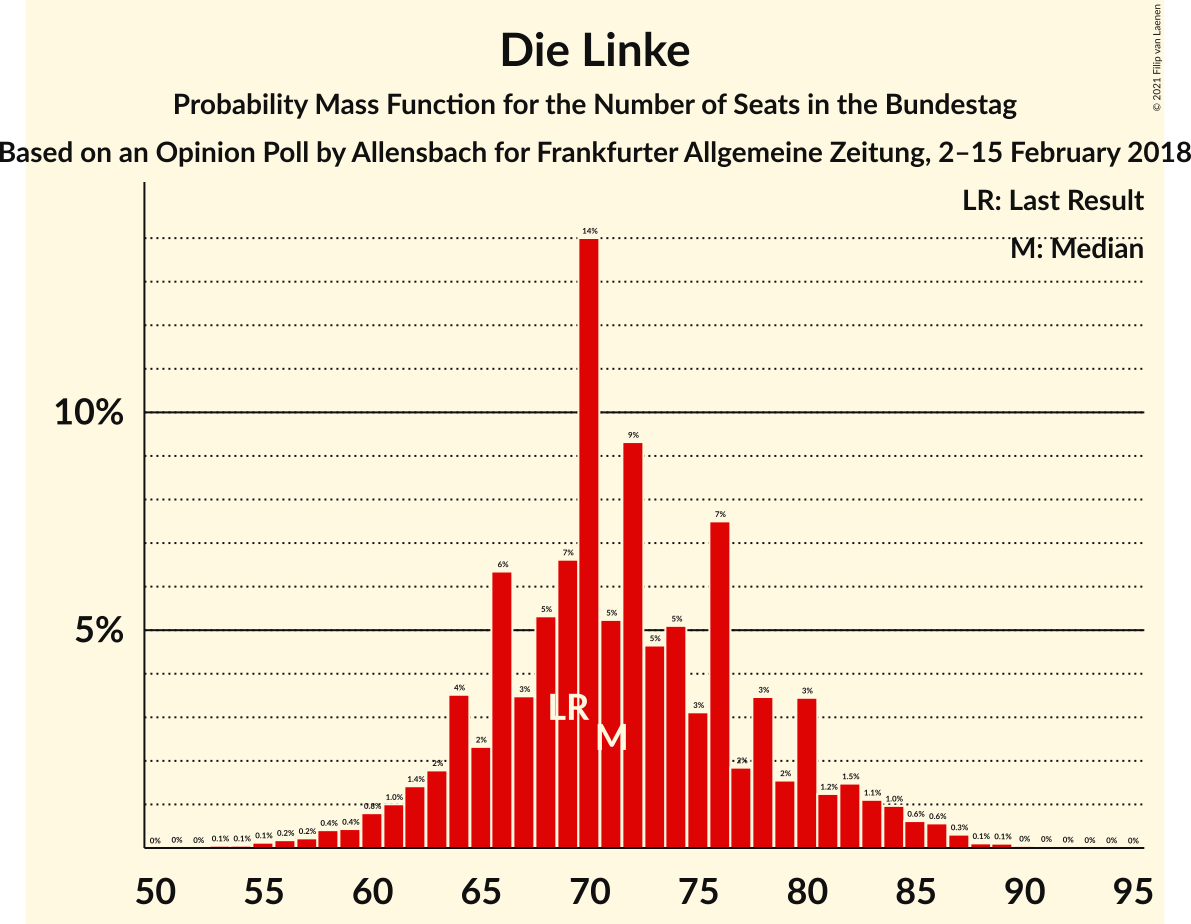 Die Linke
Probability Mass Function for the Number of Seats in the Bundestag
Based on an Opinion Poll by Allensbach for Frankfurter Allgemeine Zeitung, 2–15 February 2018
© 2021 Filip van Laenen
LR: Last Result
M: Median
10%
5%
0% 0% 0% 0.1% 0.1% 0.1% 0.2% 0.2% 0.4% 0.4% 0.8% 1.0% 1.4% 2% 4% 2% 6% 3% 5% 7% 14% 5% 9% 5% 5% 3% 7% 2% 3% 2% 3% 1.2% 1.5% 1.1% 1.0% 0.6% 0.6% 0.3% 0.1% 0.1% 0% 0% 0% 0% 0% 0%
LR
M
50 55 60 65 70 75 80 85 90 95